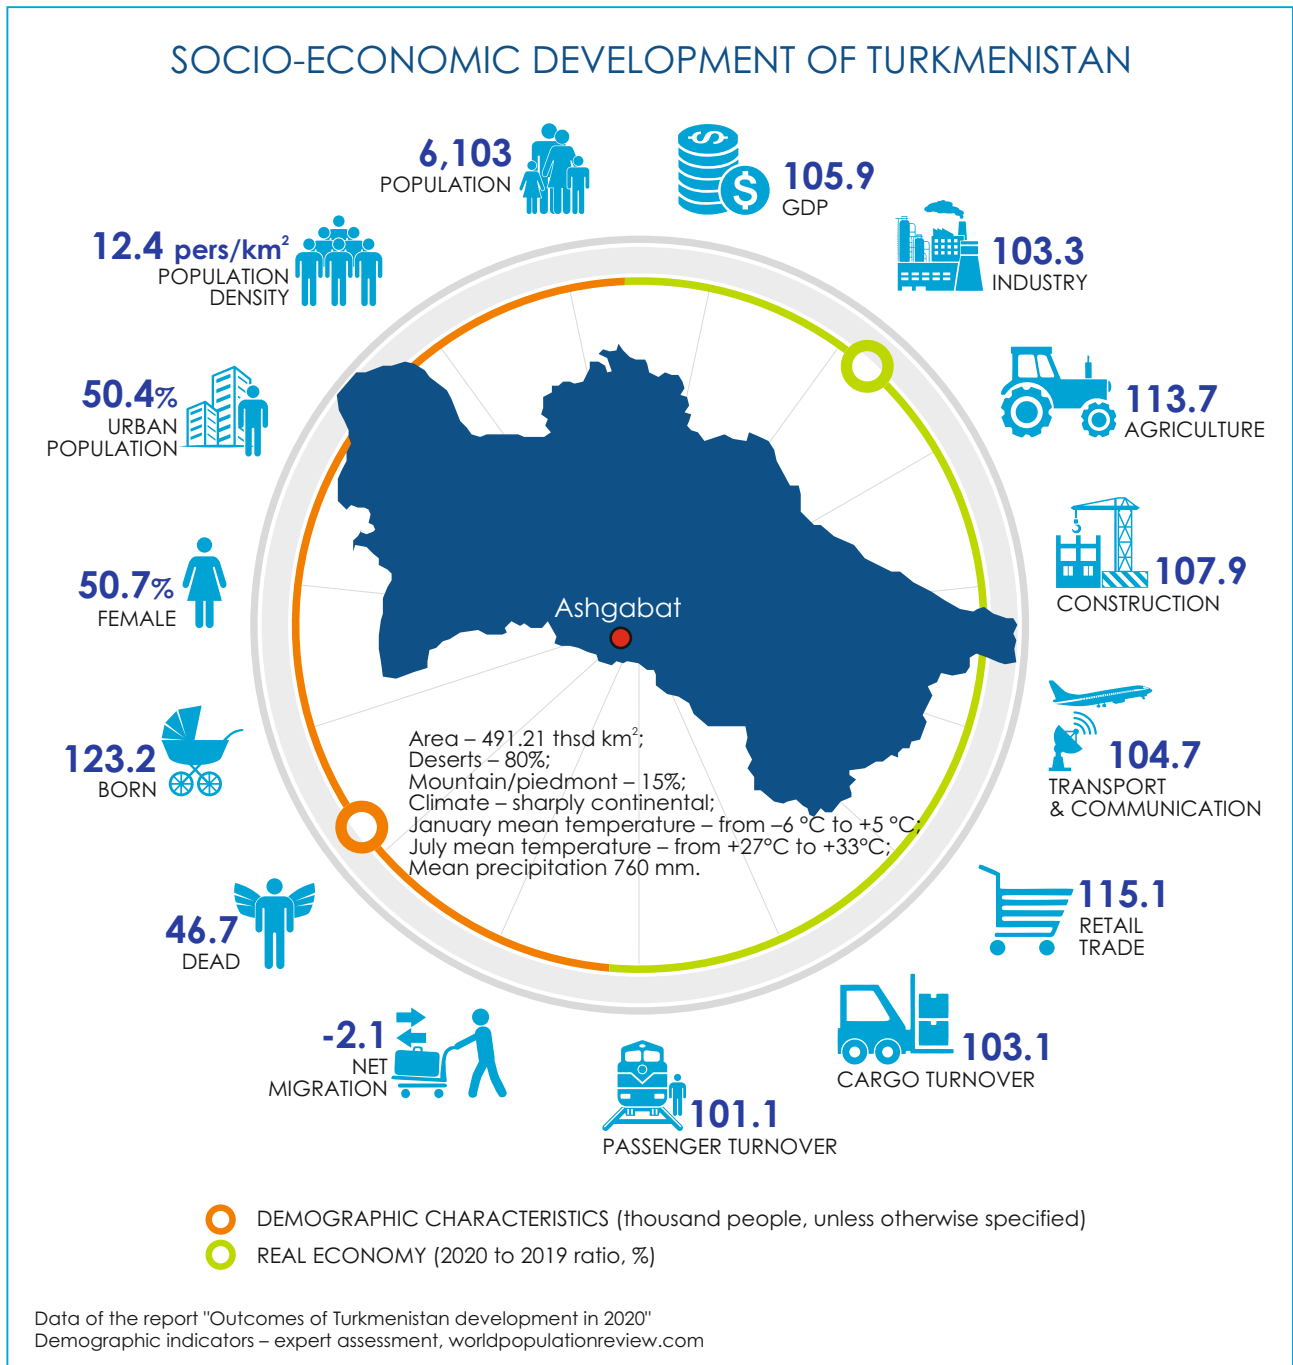 SOCIO-ECONOMIC DEVELOPMENT OF TURKMENISTAN
6,103
POPULATION
105.9
GDP
12.4 pers/km²
POPULATION
DENSITY
103.3
INDUSTRY
50.4%
URBAN
POPULATION
113.7
AGRICULTURE
50.7%
FEMALE
107.9
CONSTRUCTION
Ashgabat
123.2
BORN
104.7
TRANSPORT
& COMMUNICATION
Area – 491.21 thsd km²;
Deserts – 80%;
Mountain/piedmont – 15%;
Climate – sharply continental;
January mean temperature – from –6 °C to +5 °C;
July mean temperature – from +27°C to +33°C;
Mean precipitation 760 mm.
46.7
DEAD
115.1
RETAIL
TRADE
-2.1
NET
MIGRATION
103.1
CARGO TURNOVER
101.1
PASSENGER TURNOVER
DEMOGRAPHIC CHARACTERISTICS (thousand people, unless otherwise specified)
REAL ECONOMY (2020 to 2019 ratio, %)
Data of the report "Outcomes of Turkmenistan development in 2020"
Demographic indicators – expert assessment, worldpopulationreview.com